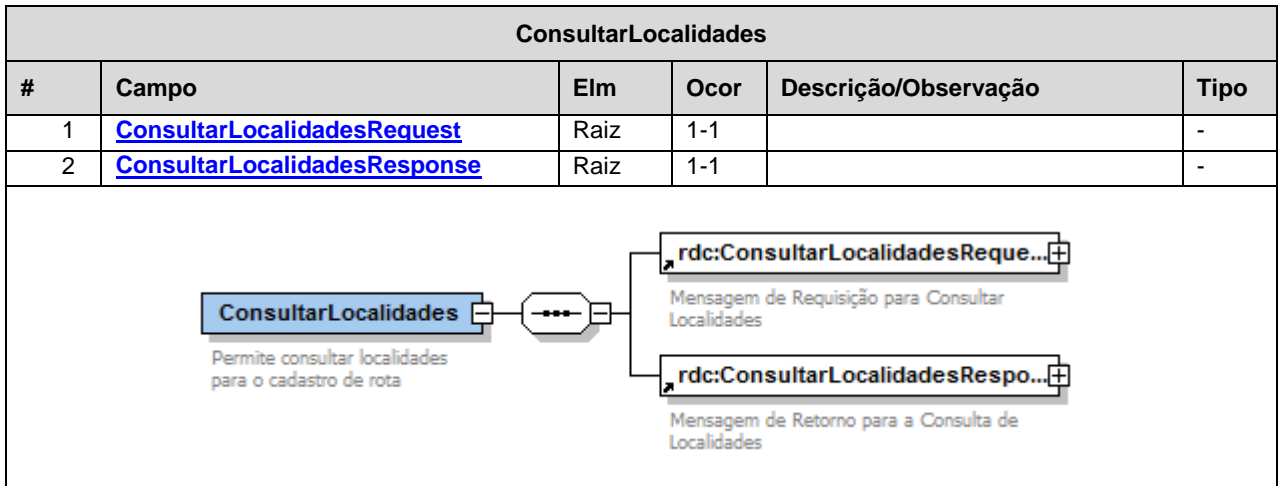 ConsultarLocalidades
# Campo Elm Ocor Descrição/Observação Tipo
1 ConsultarLocalidadesRequest Raiz 1-1 -
2 ConsultarLocalidadesResponse Raiz 1-1 -
rdc:ConsultarLocalidadesReque...
Mensagem de Requisição para Consultar
Localidades
ConsultarLocalidades
Permite consultar localidades
para o cadastro de rota
rdc:ConsultarLocalidadesRespo...
Mensagem de Retorno para a Consulta de
Localidades